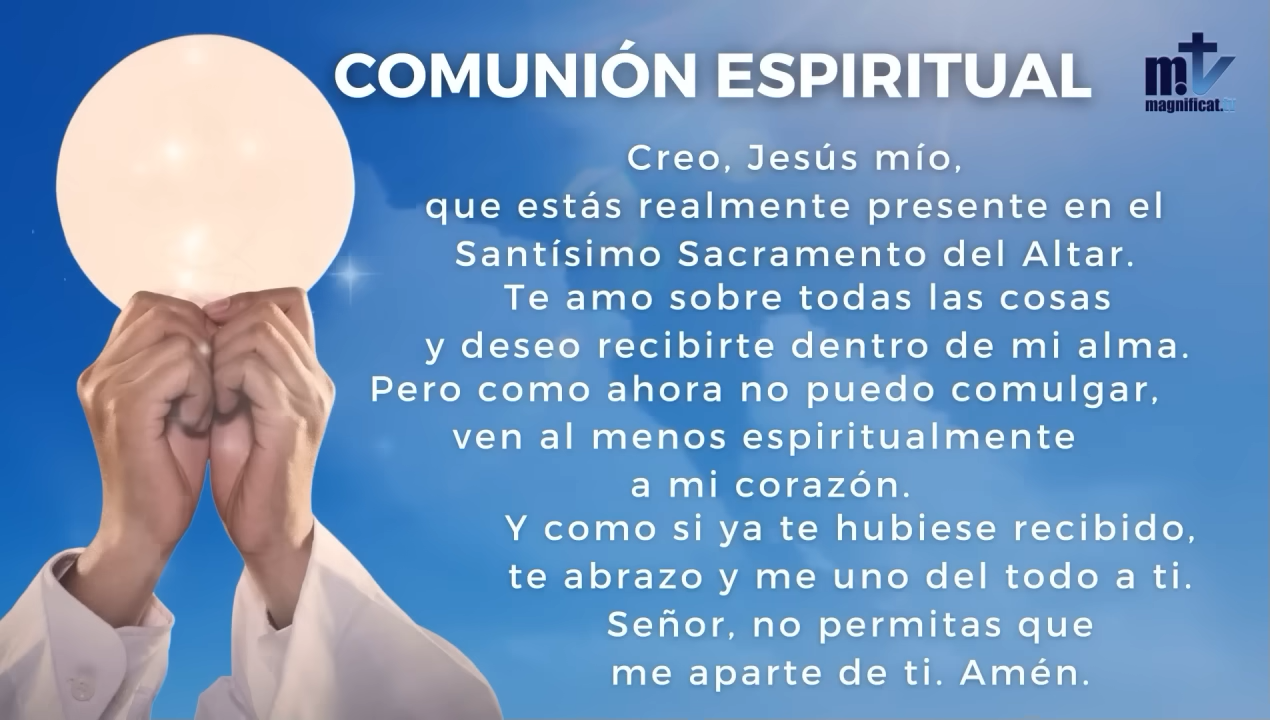 COMUNIÓN ESPIRITUAL
magnificat.tv
Creo, Jesús mío,
que estás realmente presente en el
Santísimo Sacramento del Altar.
Te amo sobre todas las cosas
y deseo recibirte dentro de mi alma.
Pero como ahora no puedo comulgar,
ven al menos espiritualmente
a mi corazón.
Y como si ya te hubiese recibido,
te abrazo y me uno del todo a ti.
Señor, no permitas que
me aparte de ti. Amén.